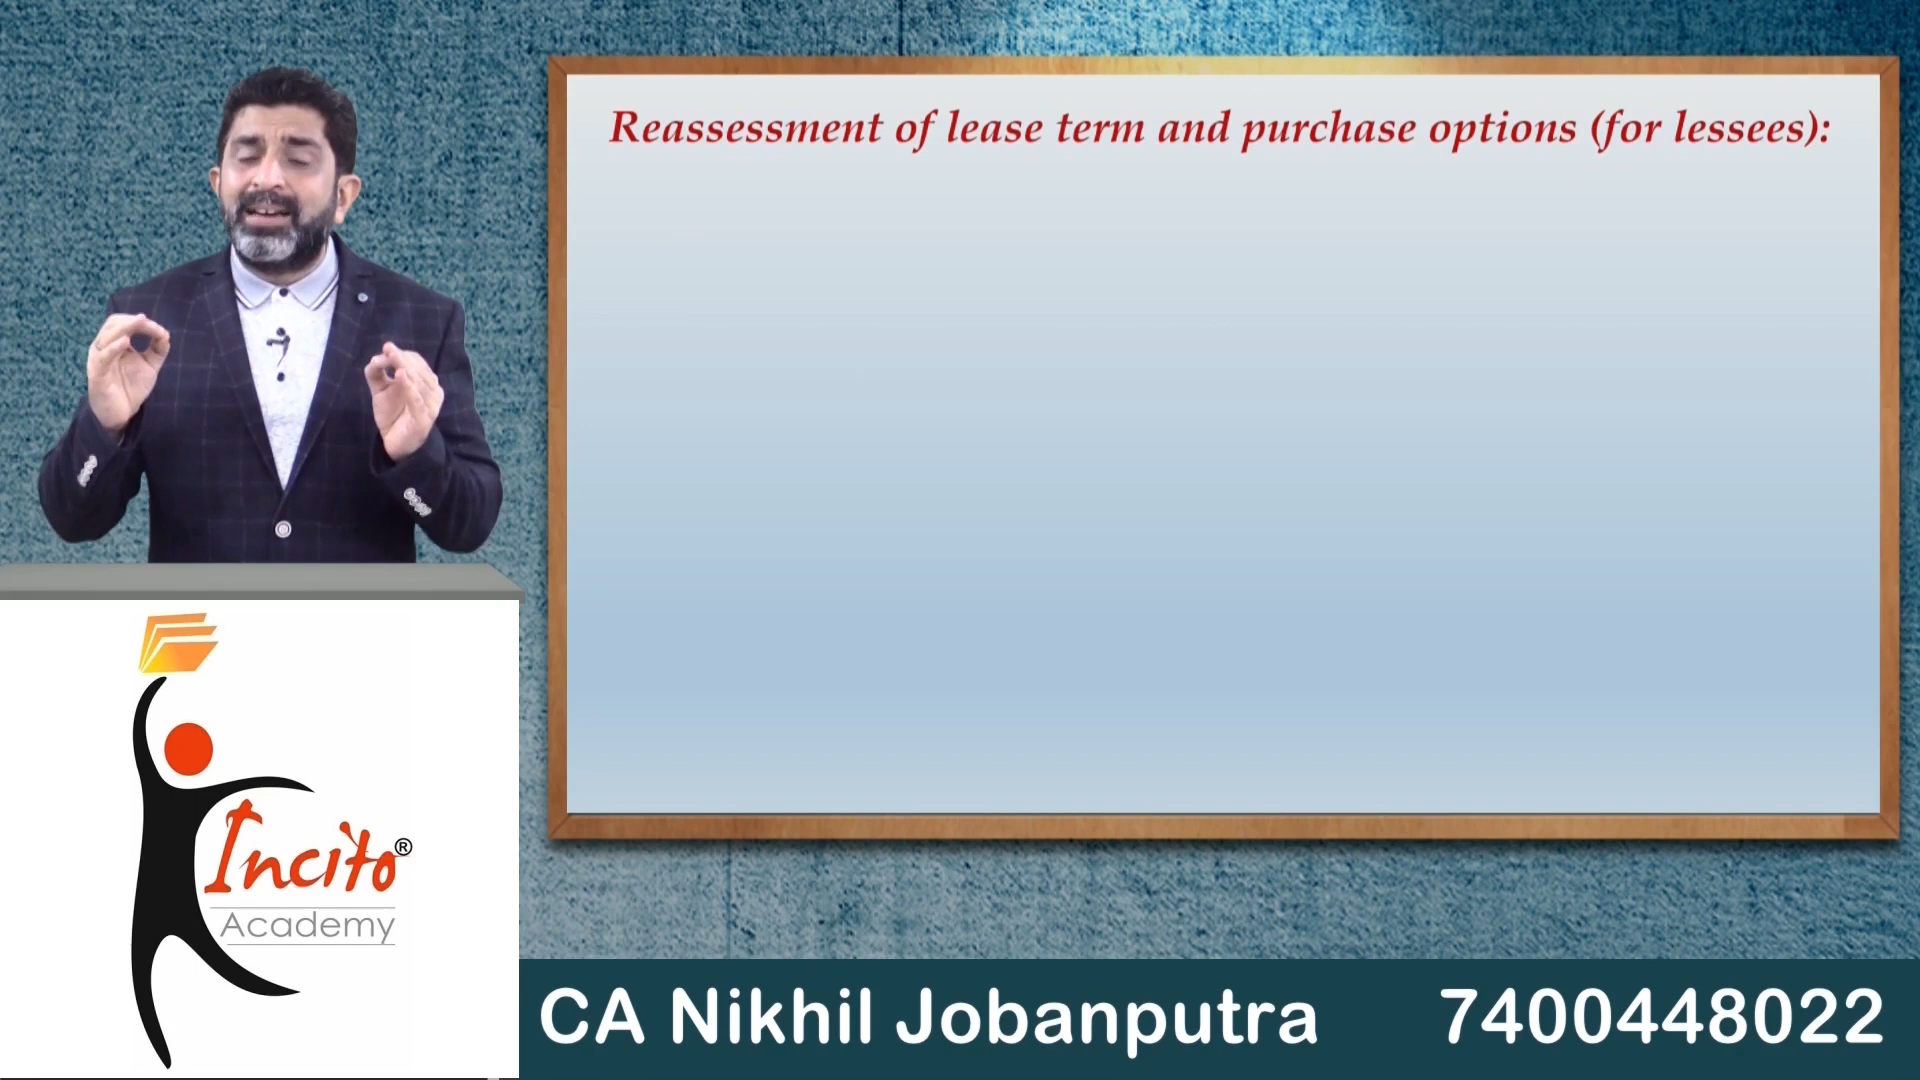 Reassessment of lease term and purchase options (for lessees):
Incito®
Academy
CA Nikhil Jobanputra 7400448022